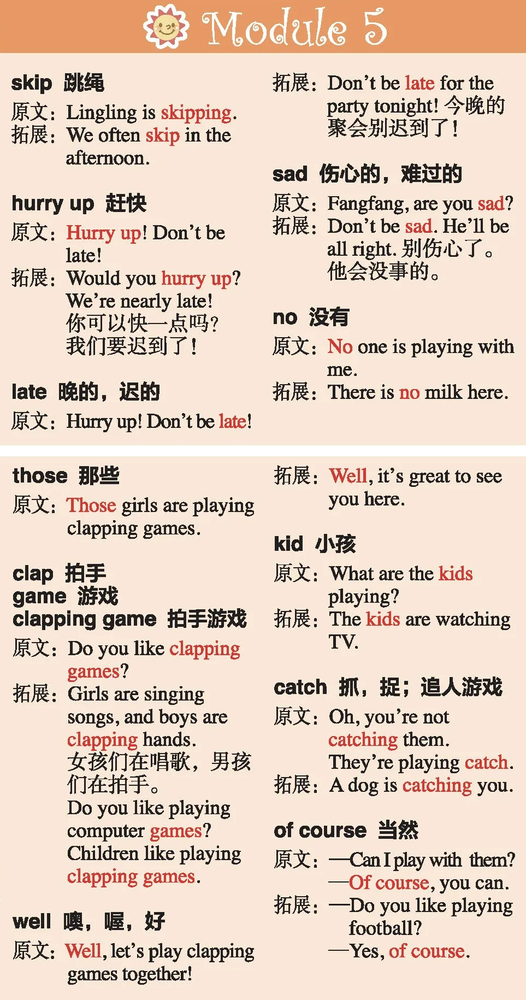 Module 5
skip 跳绳
原文：Lingling is skipping.
拓展：We often skip in the
afternoon.
hurry up 赶快
原文：Hurry up! Don't be
late!
拓展：Would you hurry up?
We're nearly late!
你可以快一点吗？
我们要迟到了！
late 晚的，迟的
原文：Hurry up! Don't be late!
拓展：Don't be late for the
party tonight! 今晚的
聚会别迟到了！
sad 伤心的，难过的
原文：Fangfang, are you sad?
拓展：Don't be sad. He'll be
all right. 别伤心了。
他会没事的。
no 没有
原文：No one is playing with
me.
拓展：There is no milk here.
those 那些
原文：Those girls are playing
clapping games.
clap 拍手
game 游戏
clapping game 拍手游戏
原文：Do you like clapping
games?
拓展：Girls are singing
songs, and boys are
clapping hands.
女孩们在唱歌，男孩
们在拍手。
Do you like playing
computer games?
Children like playing
clapping games.
well 噢，喔，好
原文：Well, let's play clapping
games together!
拓展：Well, it's great to see
you here.
kid 小孩
原文：What are the kids
playing?
拓展：The kids are watching
TV.
catch 抓，捉；追人游戏
原文：Oh, you're not
catching them.
They're playing catch.
拓展：A dog is catching you.
of course 当然
原文：—Can I play with them?
—Of course, you can.
拓展：—Do you like playing
football?
—Yes, of course.